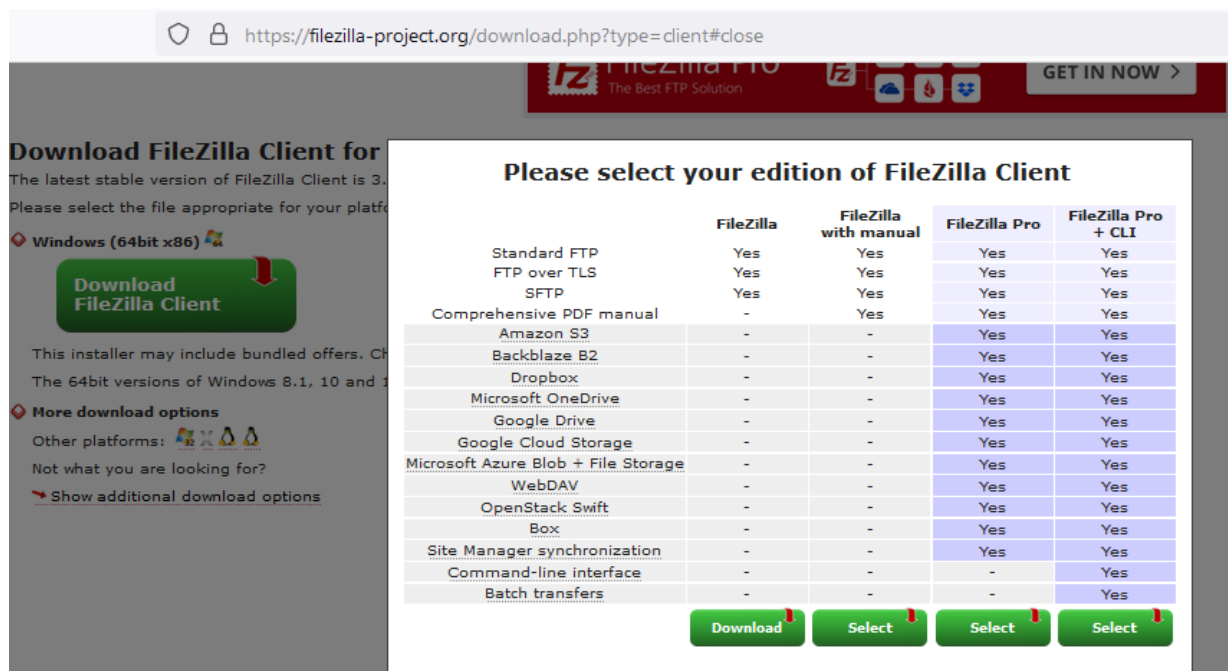 https://filezilla-project.org/download.php?type=client#close
FileZilla Pro
The Best FTP Solution
GET IN NOW >
Download FileZilla Client for
The latest stable version of FileZilla Client is 3.
Please select the file appropriate for your platfo
Windows (64bit x86)
Download
FileZilla Client
This installer may include bundled offers. Ch
The 64bit versions of Windows 8.1, 10 and 1
More download options
Other platforms:
Not what you are looking for?
Show additional download options
Please select your edition of FileZilla Client
FileZilla FileZilla with manual FileZilla Pro FileZilla Pro + CLI
Standard FTP Yes Yes Yes Yes
FTP over TLS Yes Yes Yes Yes
SFTP Yes Yes Yes Yes
Comprehensive PDF manual - Yes Yes Yes
Amazon S3 - - Yes Yes
Backblaze B2 - - Yes Yes
Dropbox - - Yes Yes
Microsoft OneDrive - - Yes Yes
Google Drive - - Yes Yes
Google Cloud Storage - - Yes Yes
Microsoft Azure Blob + File Storage - - Yes Yes
WebDAV - - Yes Yes
OpenStack Swift - - Yes Yes
Box - - Yes Yes
Site Manager synchronization - - Yes Yes
Command-line interface - - - Yes
Batch transfers - - - Yes
Download Select Select Select